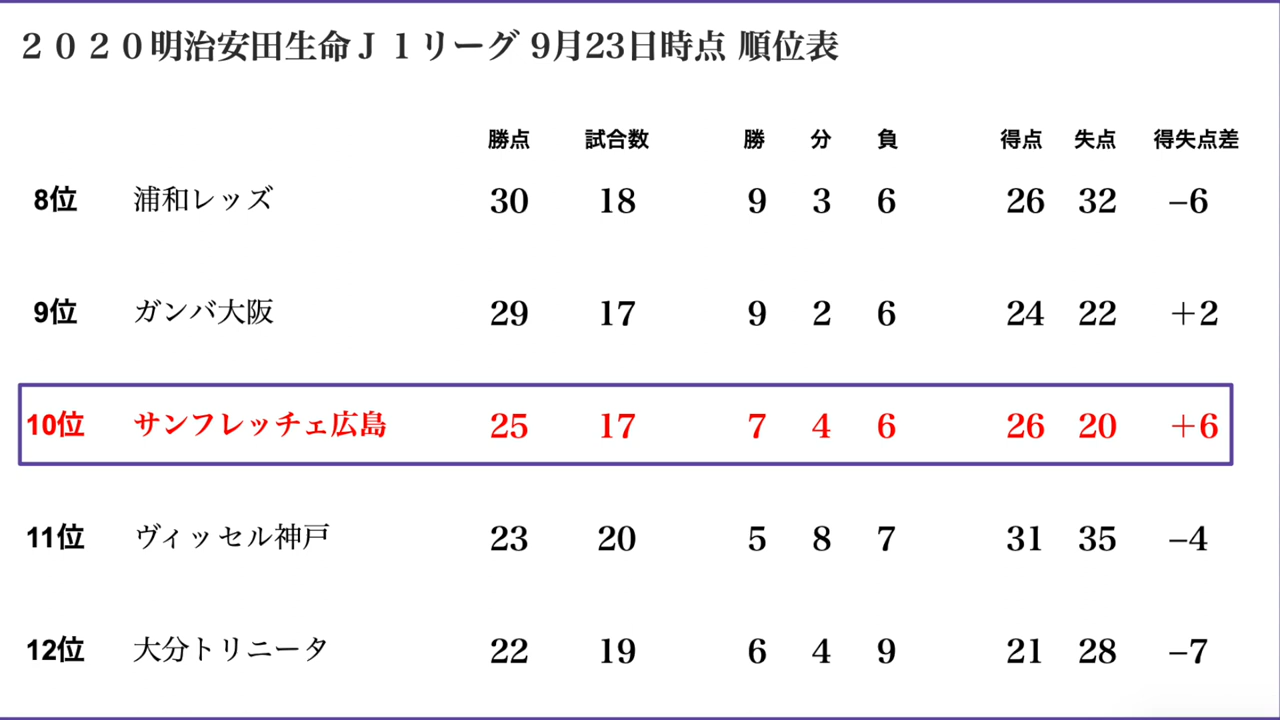 ２０２０明治安田生命Ｊ１リーグ 9月23日時点 順位表
勝点 試合数 勝 分 負 得点 失点 得失点差
8位 浦和レッズ 30 18 9 3 6 26 32 −6
9位 ガンバ大阪 29 17 9 2 6 24 22 ＋2
10位 サンフレッチェ広島 25 17 7 4 6 26 20 ＋6
11位 ヴィッセル神戸 23 20 5 8 7 31 35 −4
12位 大分トリニータ 22 19 6 4 9 21 28 −7